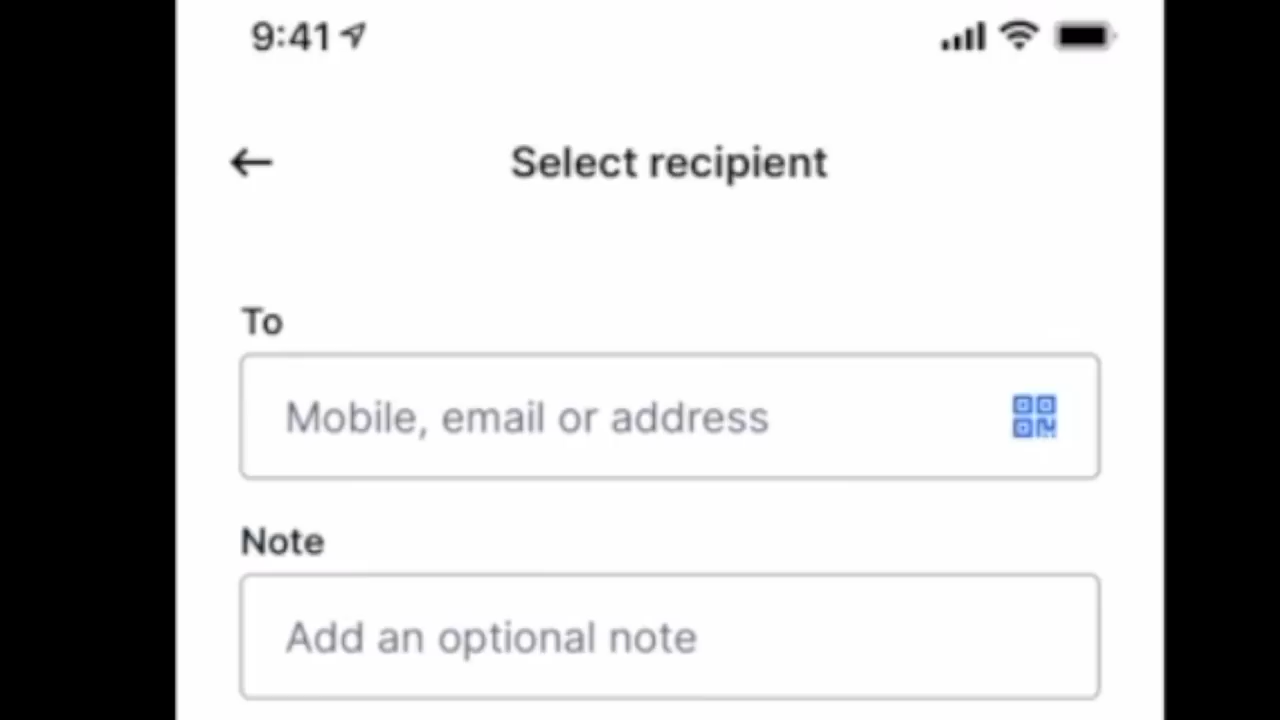 9:41
Select recipient
To
Mobile, email or address
Note
Add an optional note